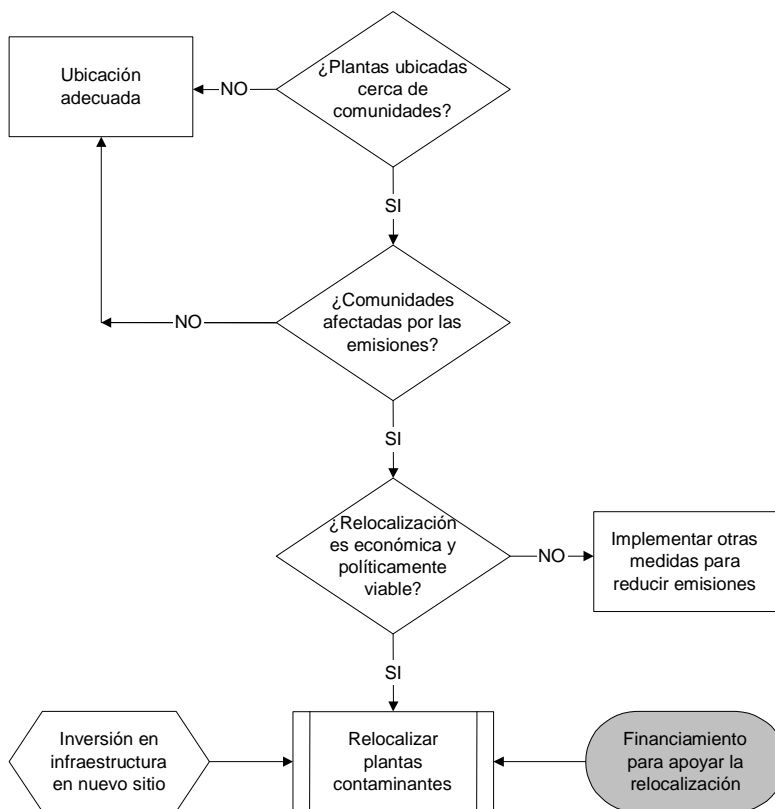 ¿Plantas ubicadas
cerca de
comunidades?
NO
Ubicación
adecuada
SI
¿Comunidades
afectadas por las
emisiones?
NO
SI
¿Relocalización
es económica y
políticamente
viable?
NO
Implementar otras
medidas para
reducir emisiones
SI
Inversión en
infraestructura
en nuevo sitio
Relocalizar
plantas
contaminantes
Financiamiento
para apoyar la
relocalización